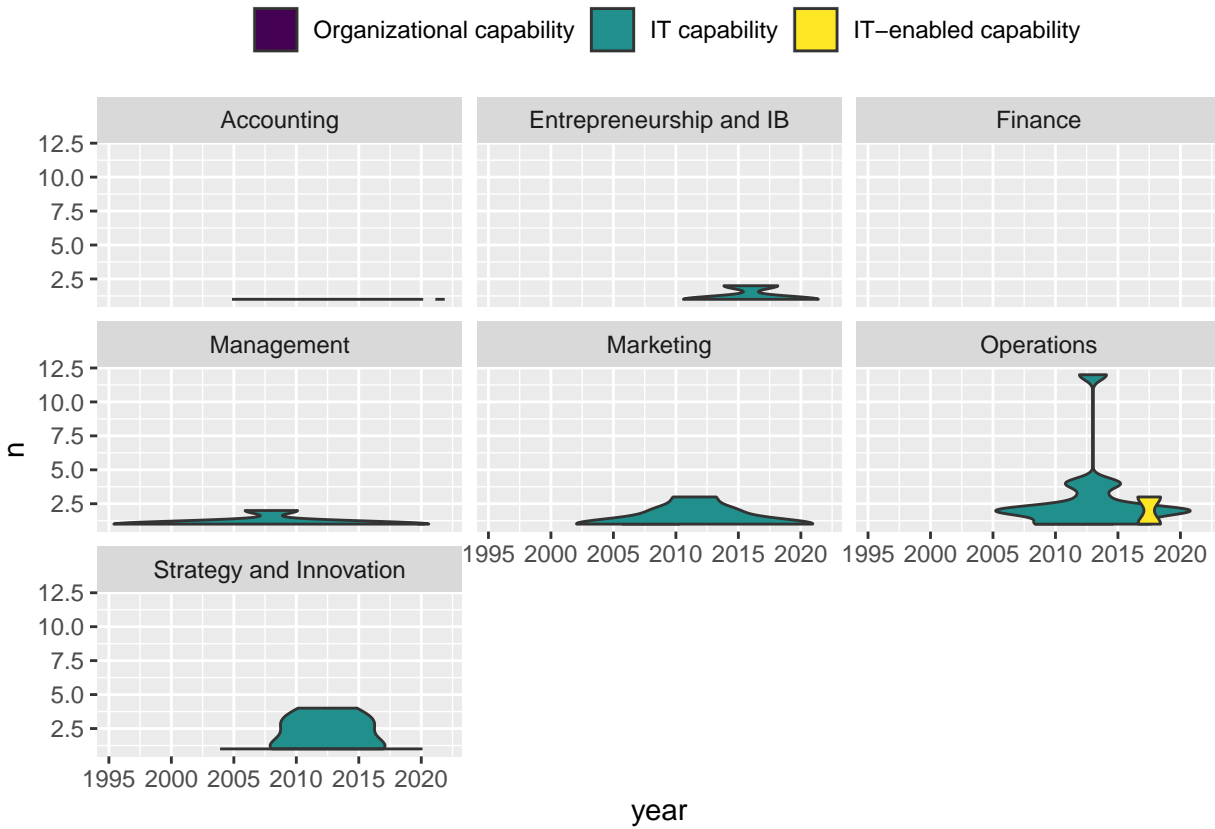 Organizational capability IT capability IT−enabled capability
Accounting Entrepreneurship and IB Finance
12.5
10.0
7.5
5.0
2.5
Management Marketing Operations
12.5
10.0
7.5
5.0
2.5
1995 2000 2005 2010 2015 2020 1995 2000 2005 2010 2015 2020
Strategy and Innovation
12.5
10.0
7.5
5.0
2.5
1995 2000 2005 2010 2015 2020
n
year